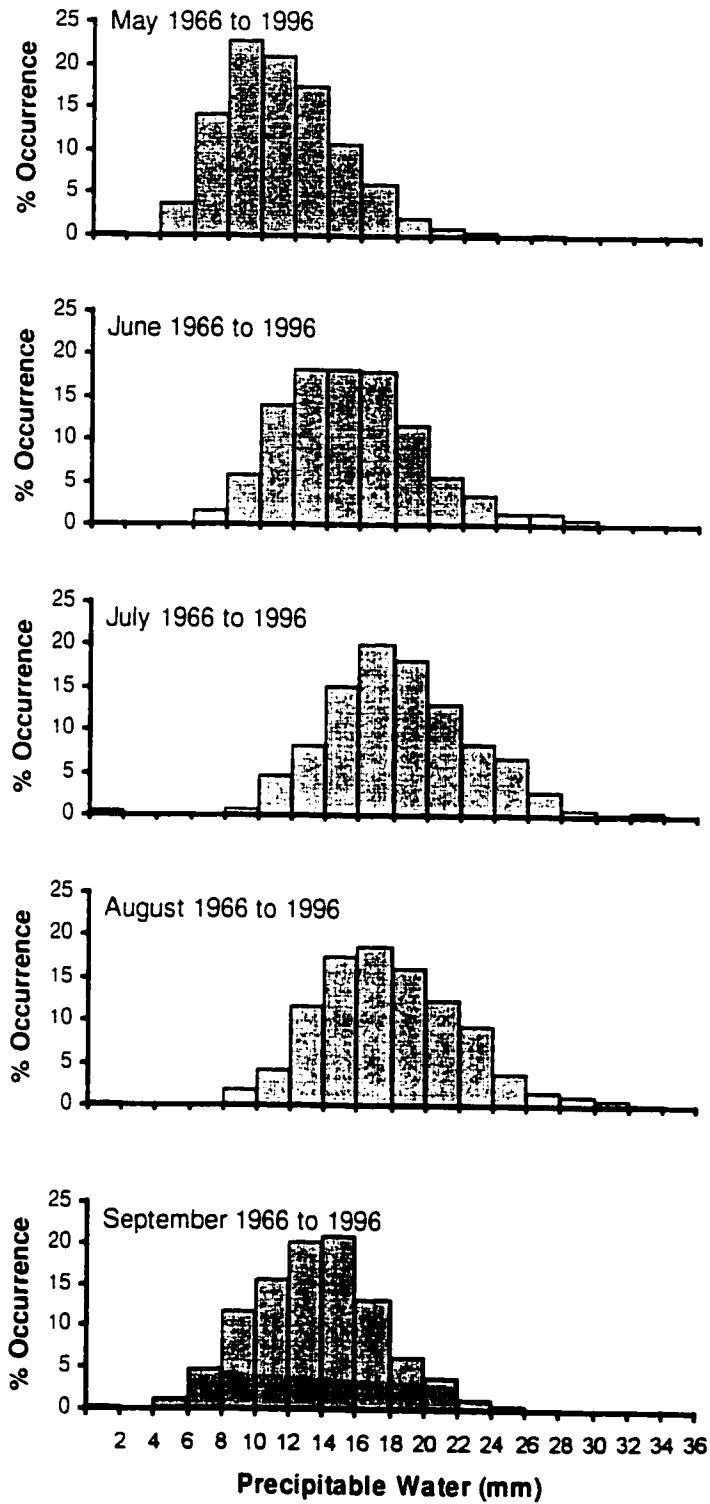 May 1966 to 1996
25
20
15
10
5
0
% Occurrence
June 1966 to 1996
25
20
15
10
5
0
% Occurrence
July 1966 to 1996
25
20
15
10
5
0
% Occurrence
August 1966 to 1996
25
20
15
10
5
0
% Occurrence
September 1966 to 1996
25
20
15
10
5
0
% Occurrence
2 4 6 8 10 12 14 16 18 20 22 24 26 28 30 32 34 36
Precipitable Water (mm)